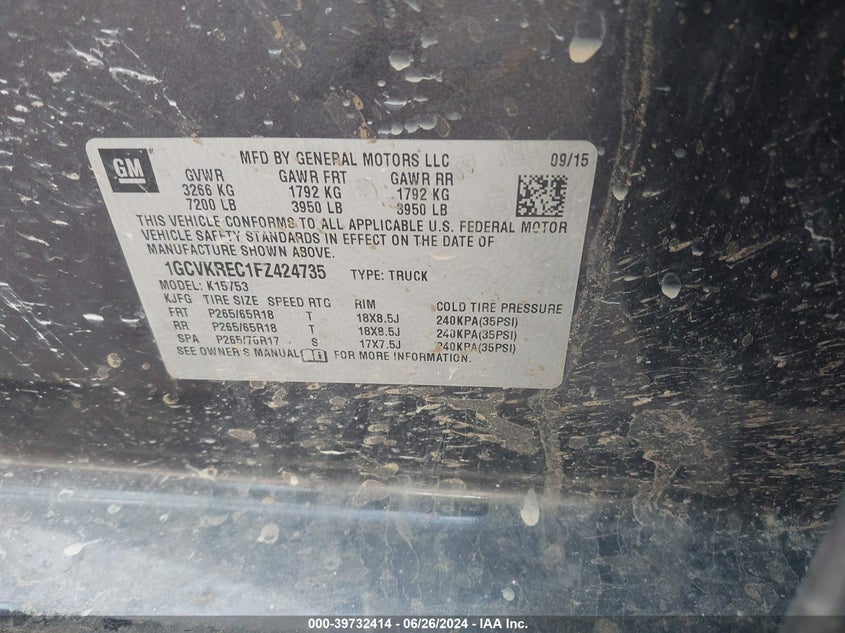 GM
MFD BY GENERAL MOTORS LLC 09/15
GVWR GAWR FRT GAWR RR
3266 KG 1792 KG 1792 KG
7200 LB 3950 LB 3950 LB
THIS VEHICLE CONFORMS TO ALL APPLICABLE U.S. FEDERAL MOTOR
VEHICLE SAFETY STANDARDS IN EFFECT ON THE DATE OF
MANUFACTURE SHOWN ABOVE.
1GCVKREC1FZ424735 TYPE: TRUCK
MODEL: K15753
KJFG TIRE SIZE SPEED RTG RIM COLD TIRE PRESSURE
FRT P265/65R18 T 18X8.5J 240KPA(35PSI)
RR P265/65R18 T 18X8.5J 240KPA(35PSI)
SPA P265/75R17 S 17X7.5J 240KPA(35PSI)
SEE OWNER'S MANUAL FOR MORE INFORMATION.
000-39732414 - 06/26/2024 - IAA Inc.